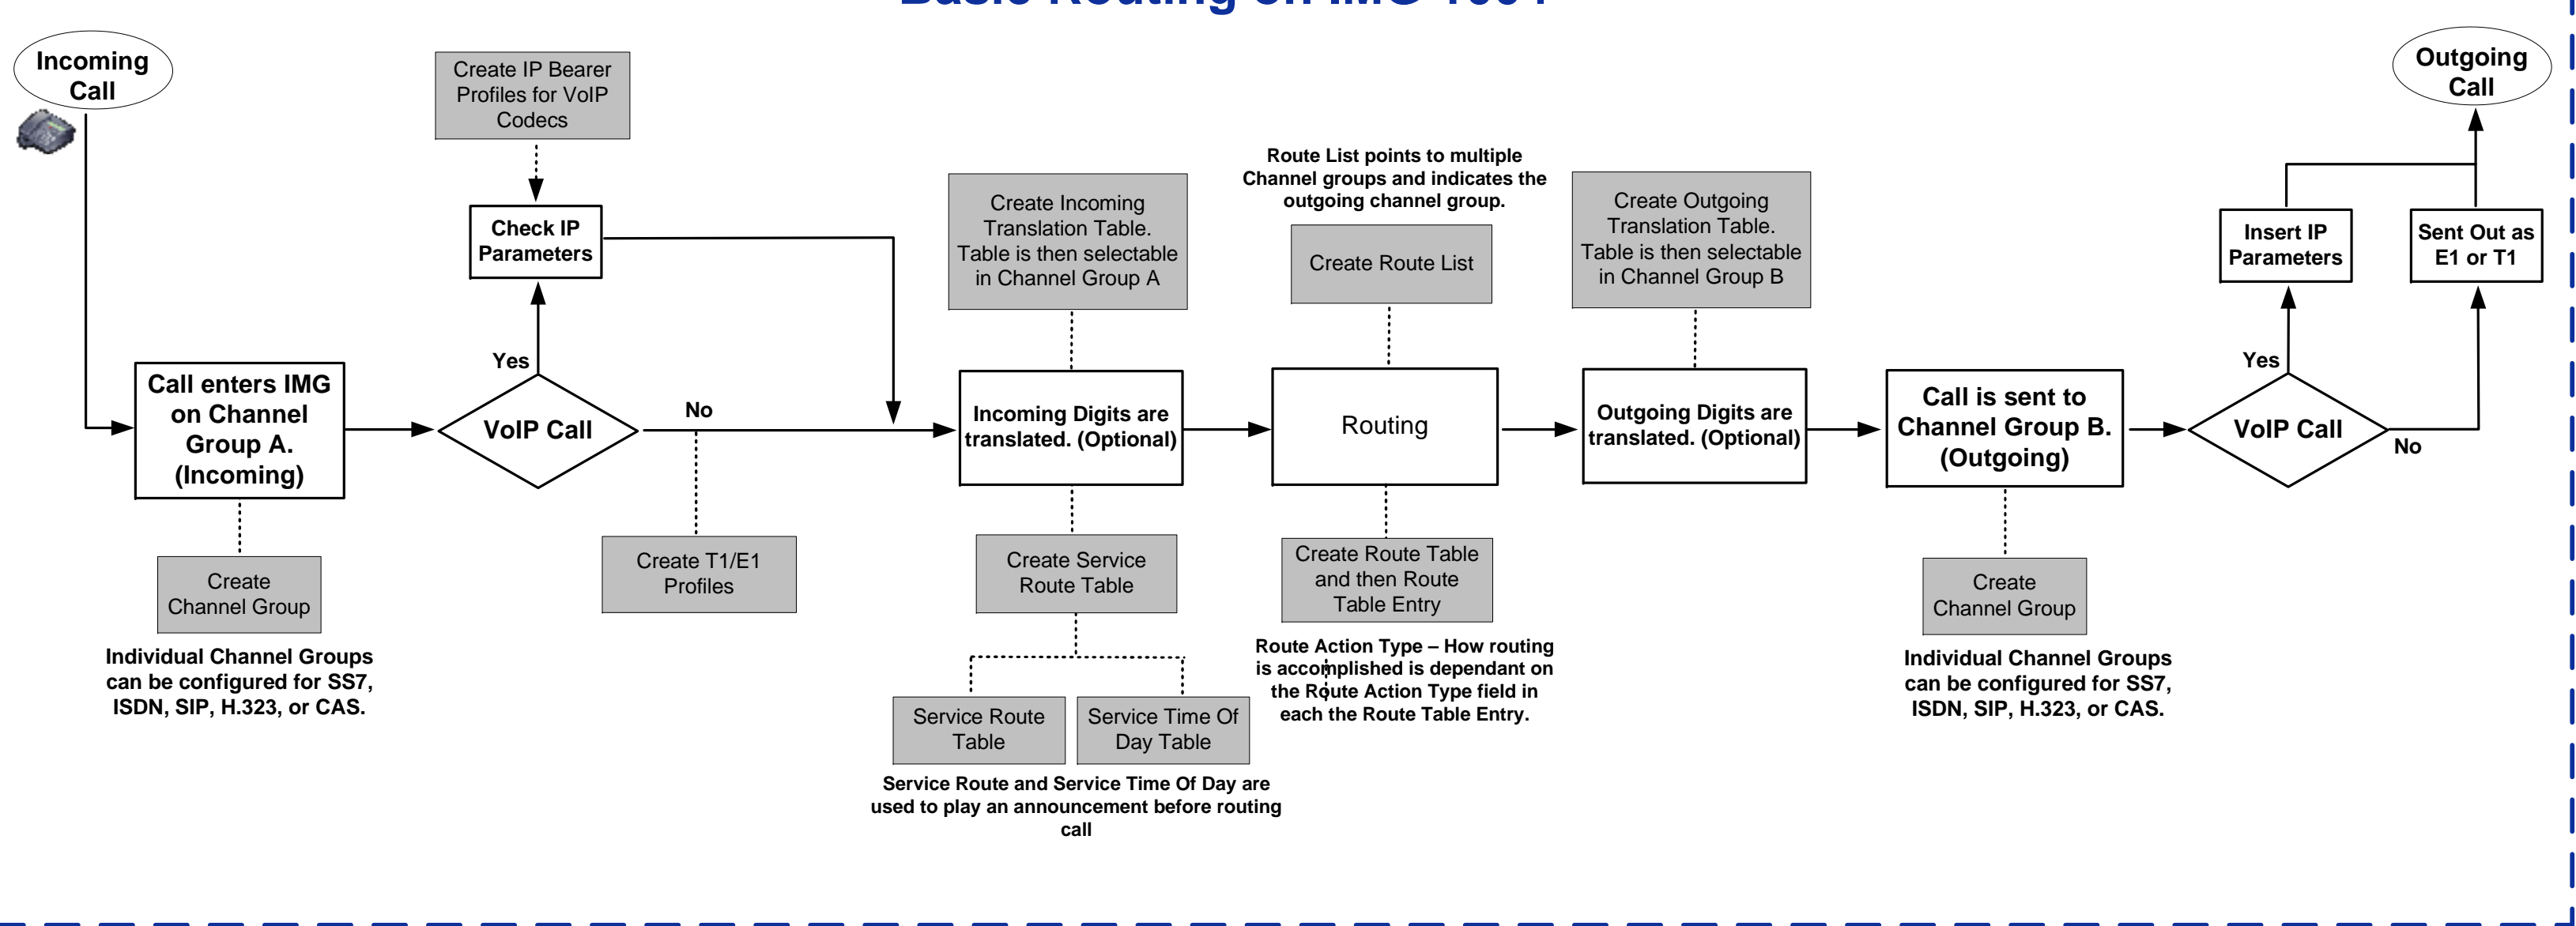 Basic Routing on IMG
Incoming
Call
Create IP Bearer
Profiles for VoIP
Codecs
Check IP
Parameters
Yes
Call enters IMG
on Channel
Group A.
(Incoming)
VoIP Call
No
Create
Channel Group
Individual Channel Groups
can be configured for SS7,
ISDN, SIP, H.323, or CAS.
Create T1/E1
Profiles
Create Incoming
Translation Table.
Table is then selectable
in Channel Group A
Incoming Digits are
translated. (Optional)
Create Service
Route Table
Service Route
Table
Service Time Of
Day Table
Service Route and Service Time Of Day are
used to play an announcement before routing
call
Route List points to multiple
Channel groups and indicates the
outgoing channel group.
Create Route List
Routing
Create Route Table
and then Route
Table Entry
Route Action Type – How routing
is accomplished is dependant on
the Route Action Type field in
each the Route Table Entry.
Create Outgoing
Translation Table.
Table is then selectable
in Channel Group B
Outgoing Digits are
translated. (Optional)
Call is sent to
Channel Group B.
(Outgoing)
Create
Channel Group
Individual Channel Groups
can be configured for SS7,
ISDN, SIP, H.323, or CAS.
VoIP Call
Yes
No
Insert IP
Parameters
Sent Out as
E1 or T1
Outgoing
Call